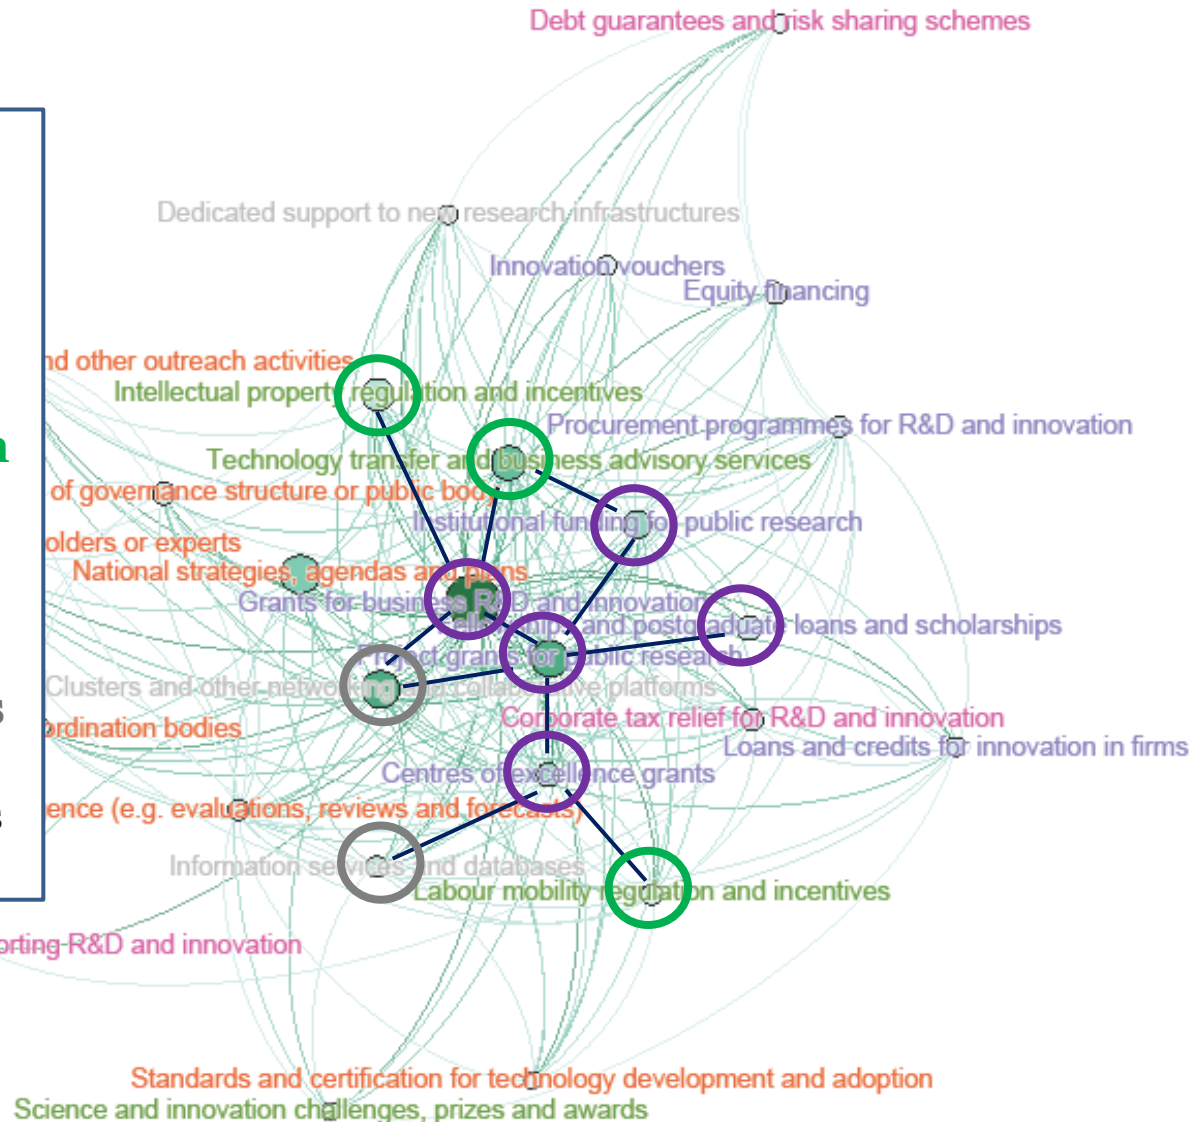 Debt guarantees and risk sharing schemes
Dedicated support to new research infrastructures
Innovation vouchers
Equity financing
nd other outreach activities
Intellectual property regulation and incentives
Procurement programmes for R&D and innovation
n
Technology transfer and business advisory services
of governance structure or public body
Institutional funding for public research
olders or experts
National strategies, agendas and plans
Grants for business R&D and innovation
and postgraduate loans and scholarships
Project grants for public research
Clusters and other networking and collaborative platforms
s
Corporate tax relief for R&D and innovation
ordination bodies
Loans and credits for innovation in firms
Centres of excellence grants
ence (e.g. evaluations, reviews and forecasts)
s
Information services and databases
Labour mobility regulation and incentives
orting R&D and innovation
Standards and certification for technology development and adoption
Science and innovation challenges, prizes and awards